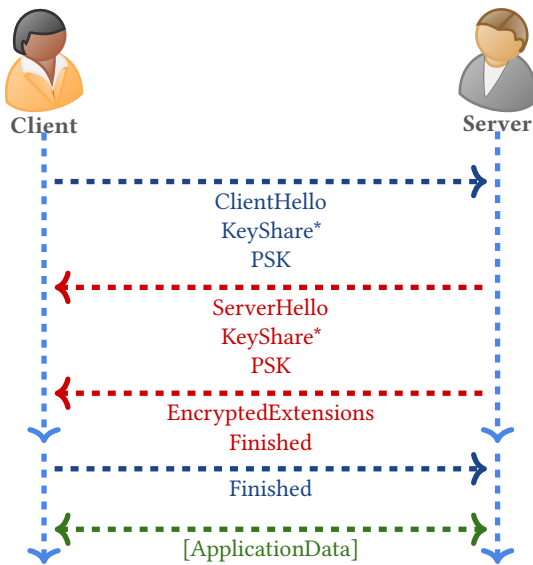 Client
Server
ClientHello
KeyShare*
PSK
ServerHello
KeyShare*
PSK
EncryptedExtensions
Finished
Finished
[ApplicationData]